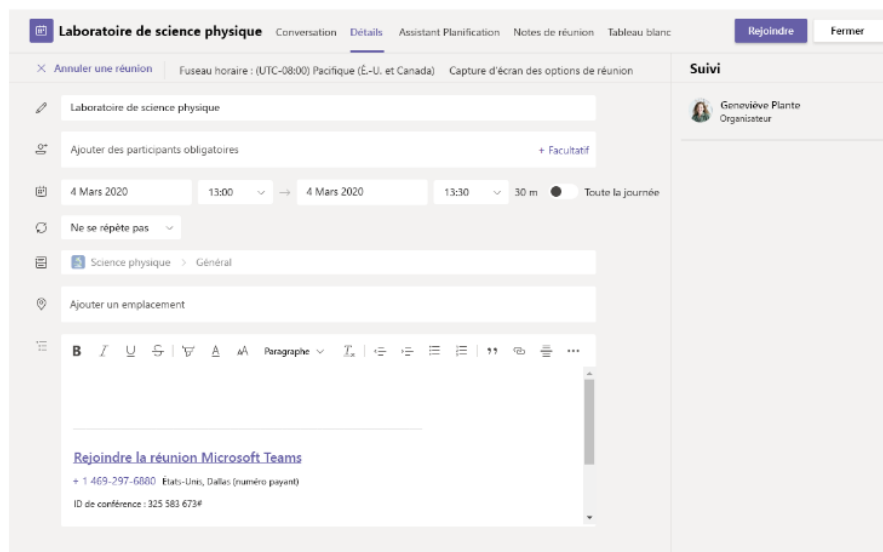 Laboratoire de science physique Conversation Détails Assistant Planification Notes de réunion Tableau blanc Rejoindre Fermer
Annuler une réunion Fuseau horaire : (UTC-08:00) Pacifique (É.-U. et Canada) Capture d'écran des options de réunion Suivi
Laboratoire de science physique
Geneviève Plante
Organisateur
Ajouter des participants obligatoires + Facultatif
4 Mars 2020 13:00 → 4 Mars 2020 13:30 30 m Toute la journée
Ne se répète pas
Science physique > Général
Ajouter un emplacement
B I U S A AA Paragraphe
Rejoindre la réunion Microsoft Teams
+ 1 469-297-6880 États-Unis, Dallas (numéro payant)
ID de conférence : 325 583 673#